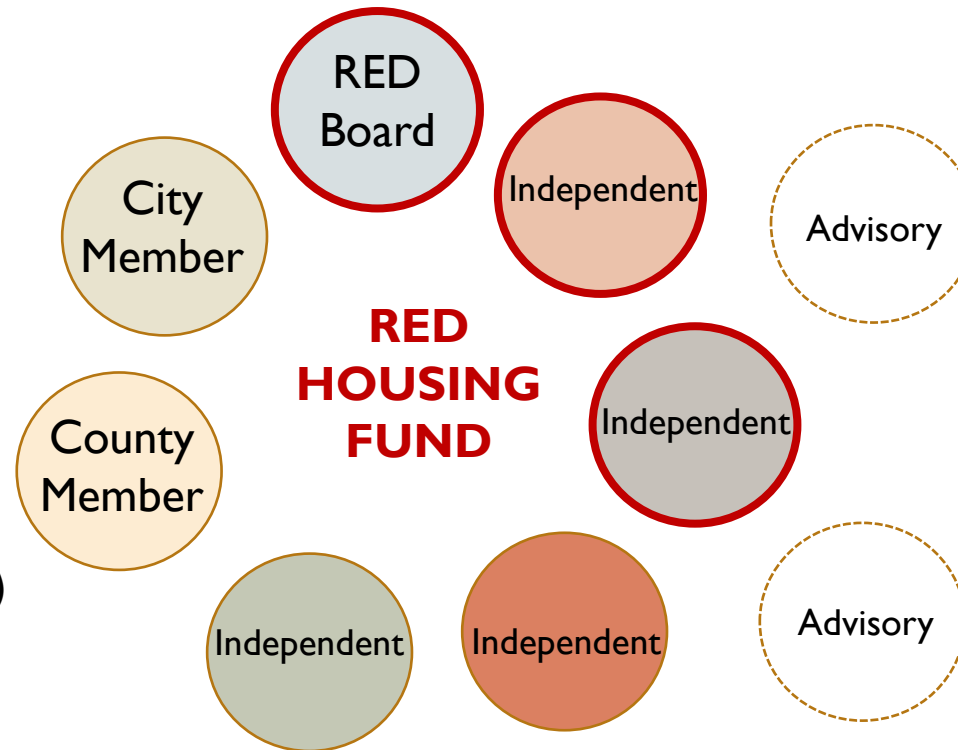 RED
Board
Independent
City
Member
Advisory
RED
HOUSING
FUND
Independent
County
Member
)
Independent
Independent
Advisory